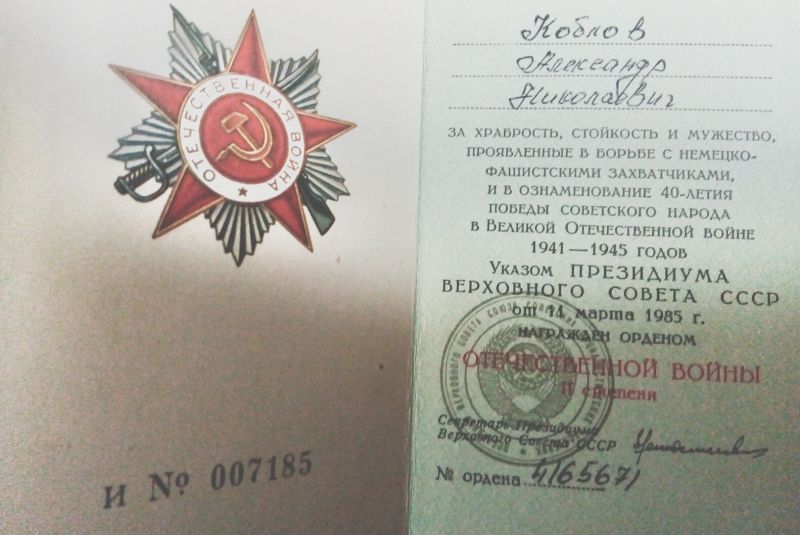 ОТЕЧЕСТВЕННАЯ ВОЙНА
И № 007185
Коблов
Александр
Николаевич
ЗА ХРАБРОСТЬ, СТОЙКОСТЬ И МУЖЕСТВО,
ПРОЯВЛЕННЫЕ В БОРЬБЕ С НЕМЕЦКО-
ФАШИСТСКИМИ ЗАХВАТЧИКАМИ,
И В ОЗНАМЕНОВАНИЕ 40-ЛЕТИЯ
ПОБЕДЫ СОВЕТСКОГО НАРОДА
В ВЕЛИКОЙ ОТЕЧЕСТВЕННОЙ ВОЙНЕ
1941—1945 ГОДОВ
УКАЗОМ ПРЕЗИДИУМА
ВЕРХОВНОГО СОВЕТА СССР
от 11 марта 1985 г.
НАГРАЖДЕН ОРДЕНОМ
ОТЕЧЕСТВЕННОЙ ВОЙНЫ
II степени
Секретарь Президиума
Верховного Совета СССР
№ ордена 4165671